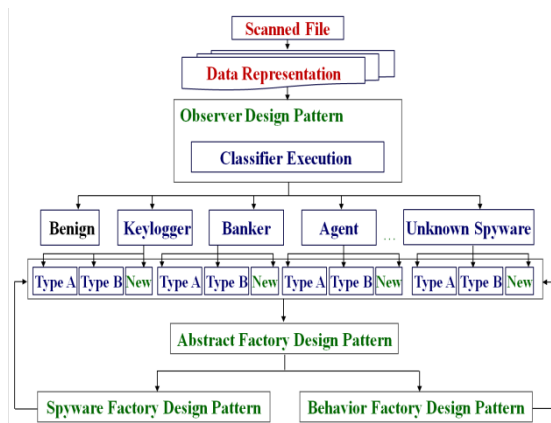 Scanned File
Data Representation
Observer Design Pattern
Classifier Execution
Benign Keylogger Banker Agent ... Unknown Spyware
Type A Type B New Type A Type B New Type A Type B New Type A Type B New
Abstract Factory Design Pattern
Spyware Factory Design Pattern Behavior Factory Design Pattern